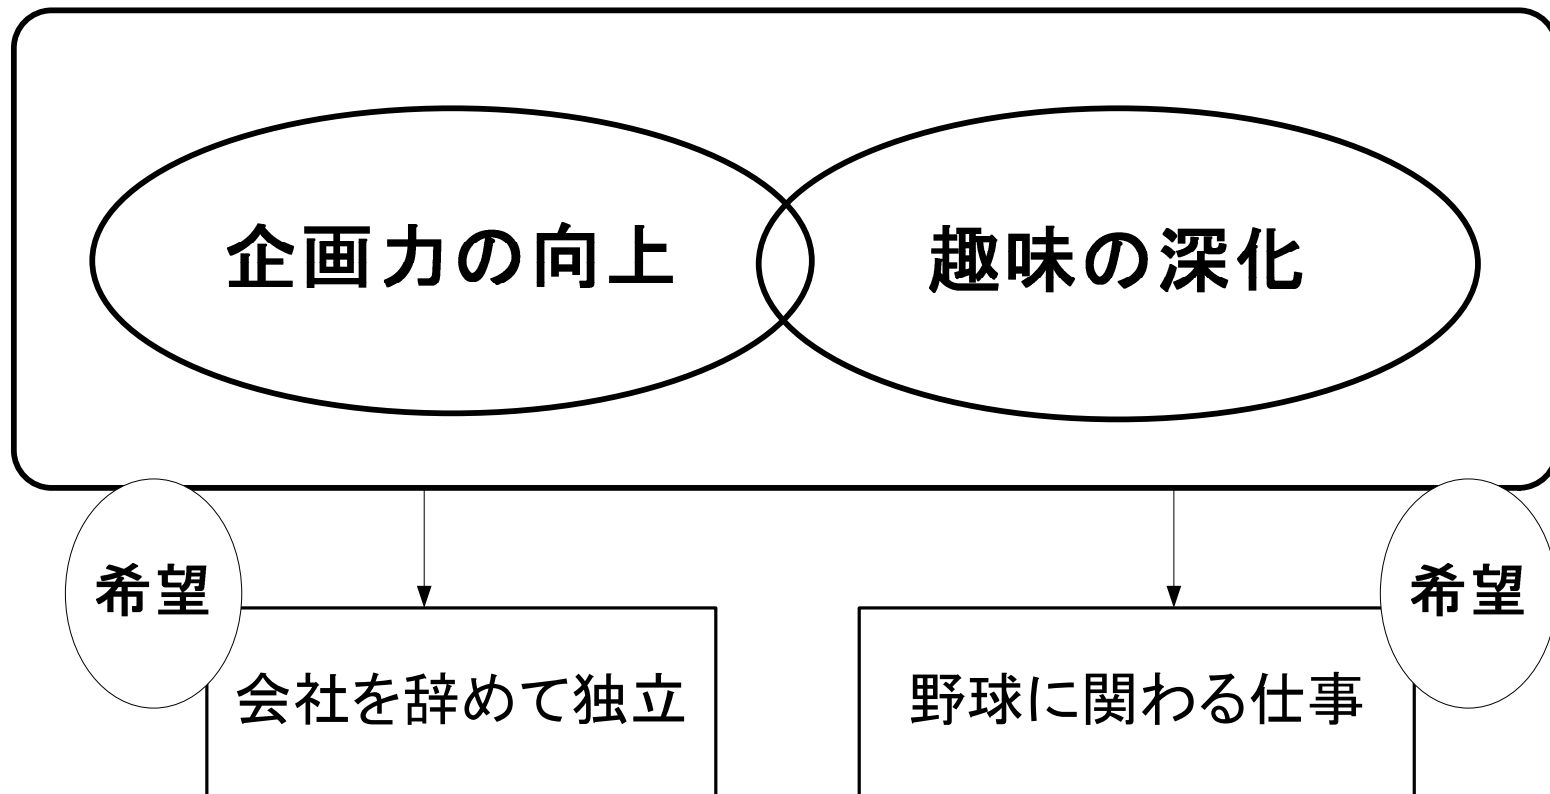 企画力の向上
趣味の深化
希望
希望
会社を辞めて独立
野球に関わる仕事